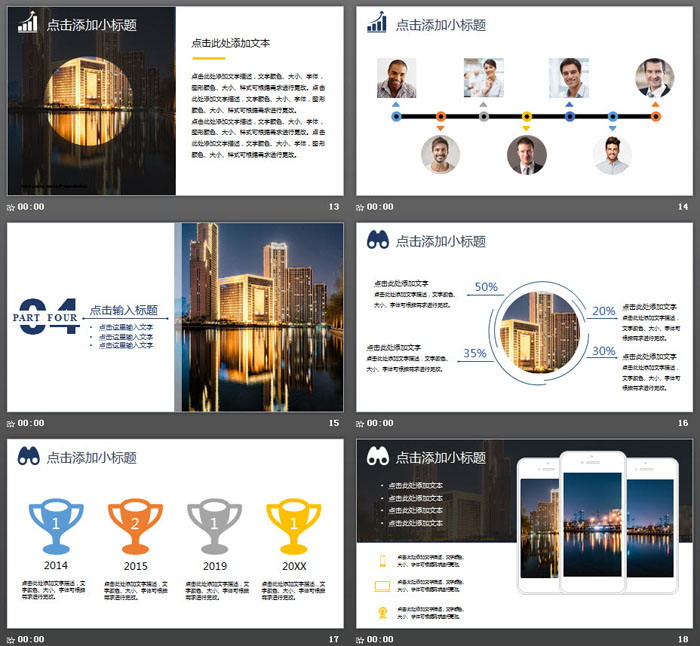 点击添加小标题
点击此处添加文本
点击此处添加文字描述，文字颜色、大小、字体，
图形颜色、大小、样式可根据需求进行更改。点击
此处添加文字描述，文字颜色、大小、字体，图形
颜色、大小、样式可根据需求进行更改。
点击此处添加文字描述，文字颜色、大小、字体，
图形颜色、大小、样式可根据需求进行更改。点击
此处添加文字描述，文字颜色、大小、字体，图形
颜色、大小、样式可根据需求进行更改。
00:00
13
点击添加小标题
00:00
14
04
PART FOUR
点击输入标题
• 点击这里输入文字
• 点击这里输入文字
• 点击这里输入文字
00:00
15
点击添加小标题
点击此处添加文字
点击此处添加文字描述，文字颜色、
大小、字体可根据需求进行更改。
50%
20%
点击此处添加文字
点击此处添加文字描述，
文字颜色、大小、字体可
根据需求进行更改。
点击此处添加文字
点击此处添加文字描述，文字颜色、
大小、字体可根据需求进行更改。
35%
30%
点击此处添加文字
点击此处添加文字描述，
文字颜色、大小、字体可
根据需求进行更改。
00:00
16
点击添加小标题
1
2
1
1
2014
2015
2019
20XX
点击此处添加文字描述，文
字颜色、大小、字体可根据
需求进行更改。
点击此处添加文字描述，文
字颜色、大小、字体可根据
需求进行更改。
点击此处添加文字描述，文
字颜色、大小、字体可根据
需求进行更改。
点击此处添加文字描述，文
字颜色、大小、字体可根据
需求进行更改。
00:00
17
点击添加小标题
• 点击此处添加文本
• 点击此处添加文本
• 点击此处添加文本
• 点击此处添加文本
点击此处添加文字描述，文字颜色、
大小、字体可根据需求进行更改。
点击此处添加文字描述，文字颜色、
大小、字体可根据需求进行更改。
点击此处添加文字描述，文字颜色、
大小、字体可根据需求进行更改。
00:00
18